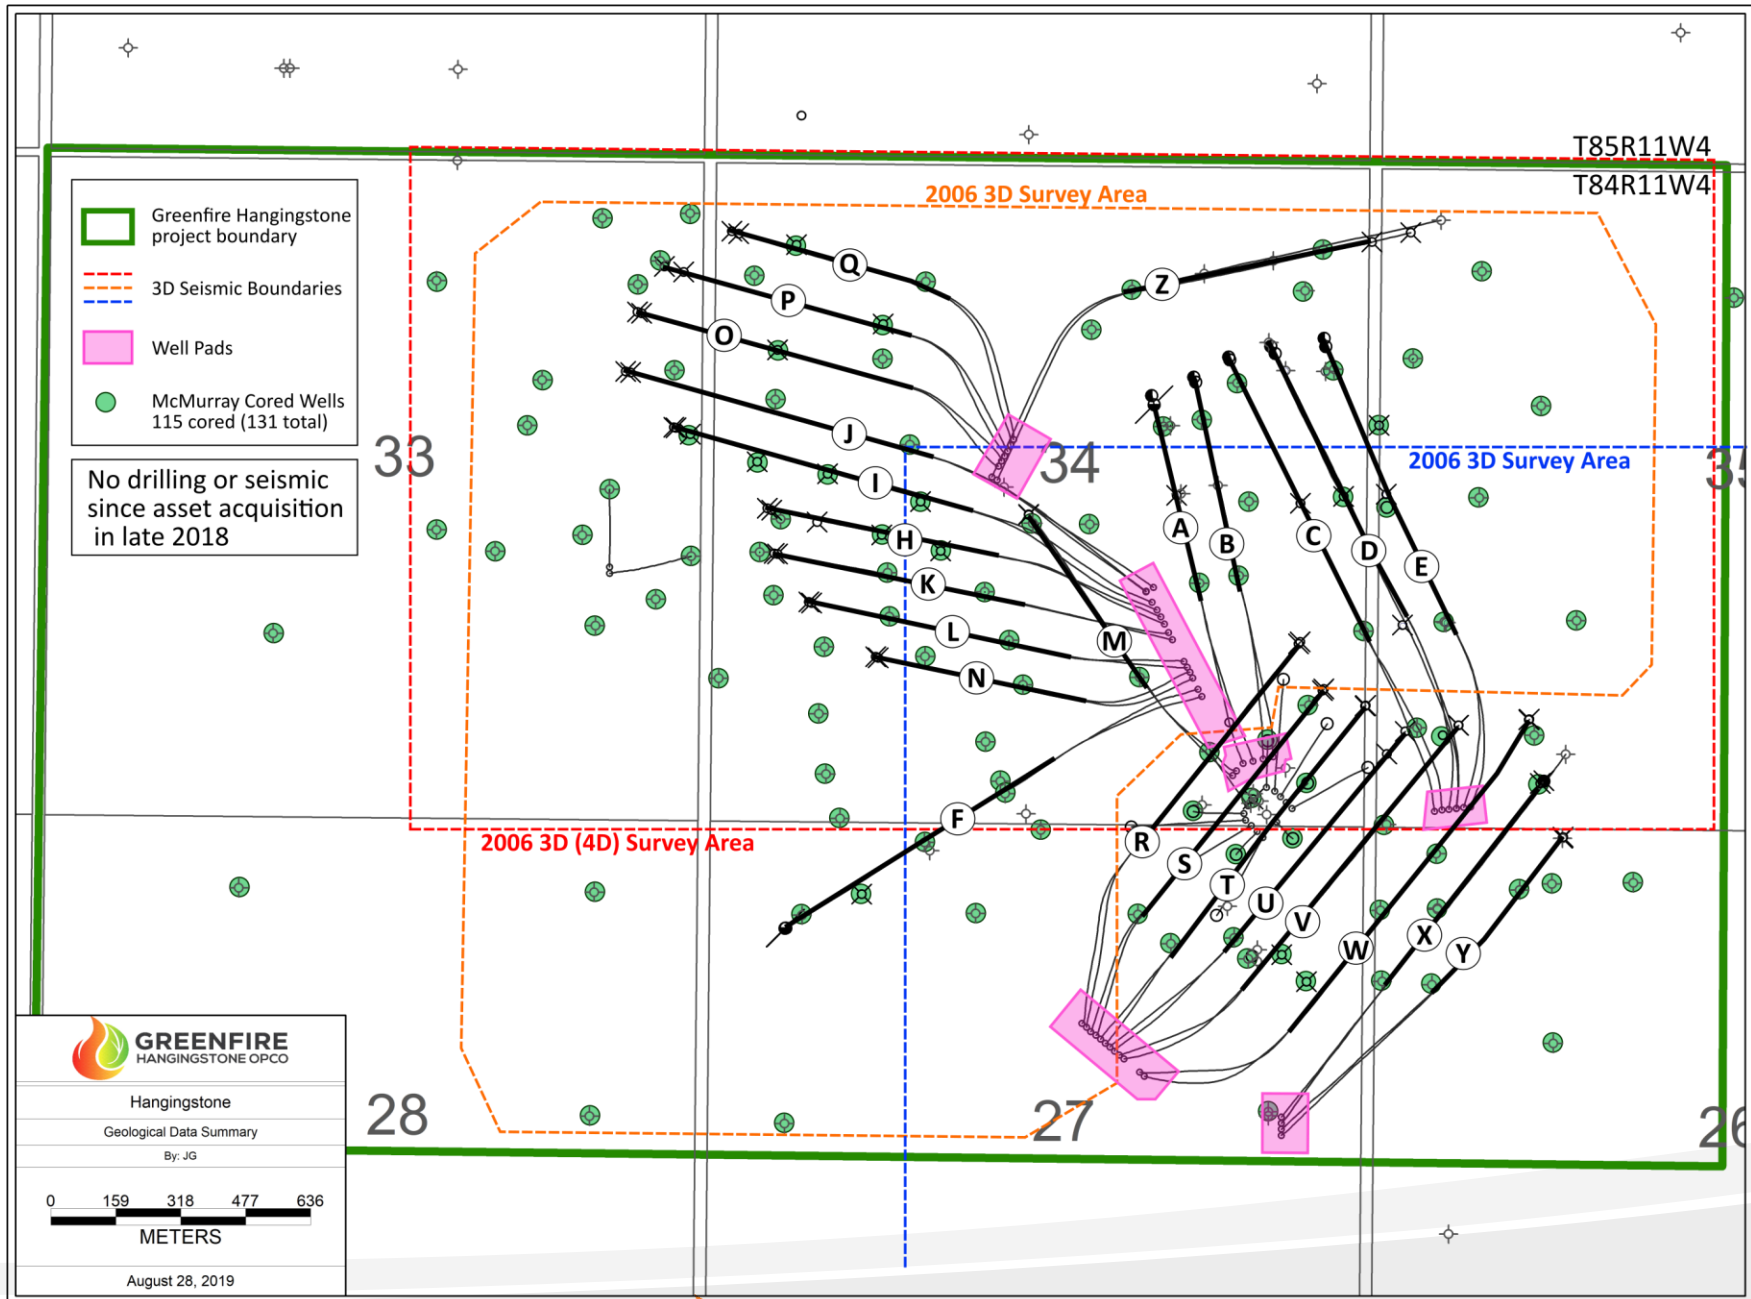 T85R11W4
T84R11W4
Greenfire Hangingstone
project boundary
3D Seismic Boundaries
Well Pads
McMurray Cored Wells
115 cored (131 total)
No drilling or seismic
since asset acquisition
in late 2018
2006 3D Survey Area
2006 3D Survey Area
2006 3D (4D) Survey Area
33
34
35
28
27
26
Q
P
O
Z
J
I
H
K
L
N
M
A
B
C
D
E
F
R
S
T
U
V
W
X
Y
GREENFIRE
HANGINGSTONE OPCO
Hangingstone
Geological Data Summary
By: JG
0 159 318 477 636
METERS
August 28, 2019